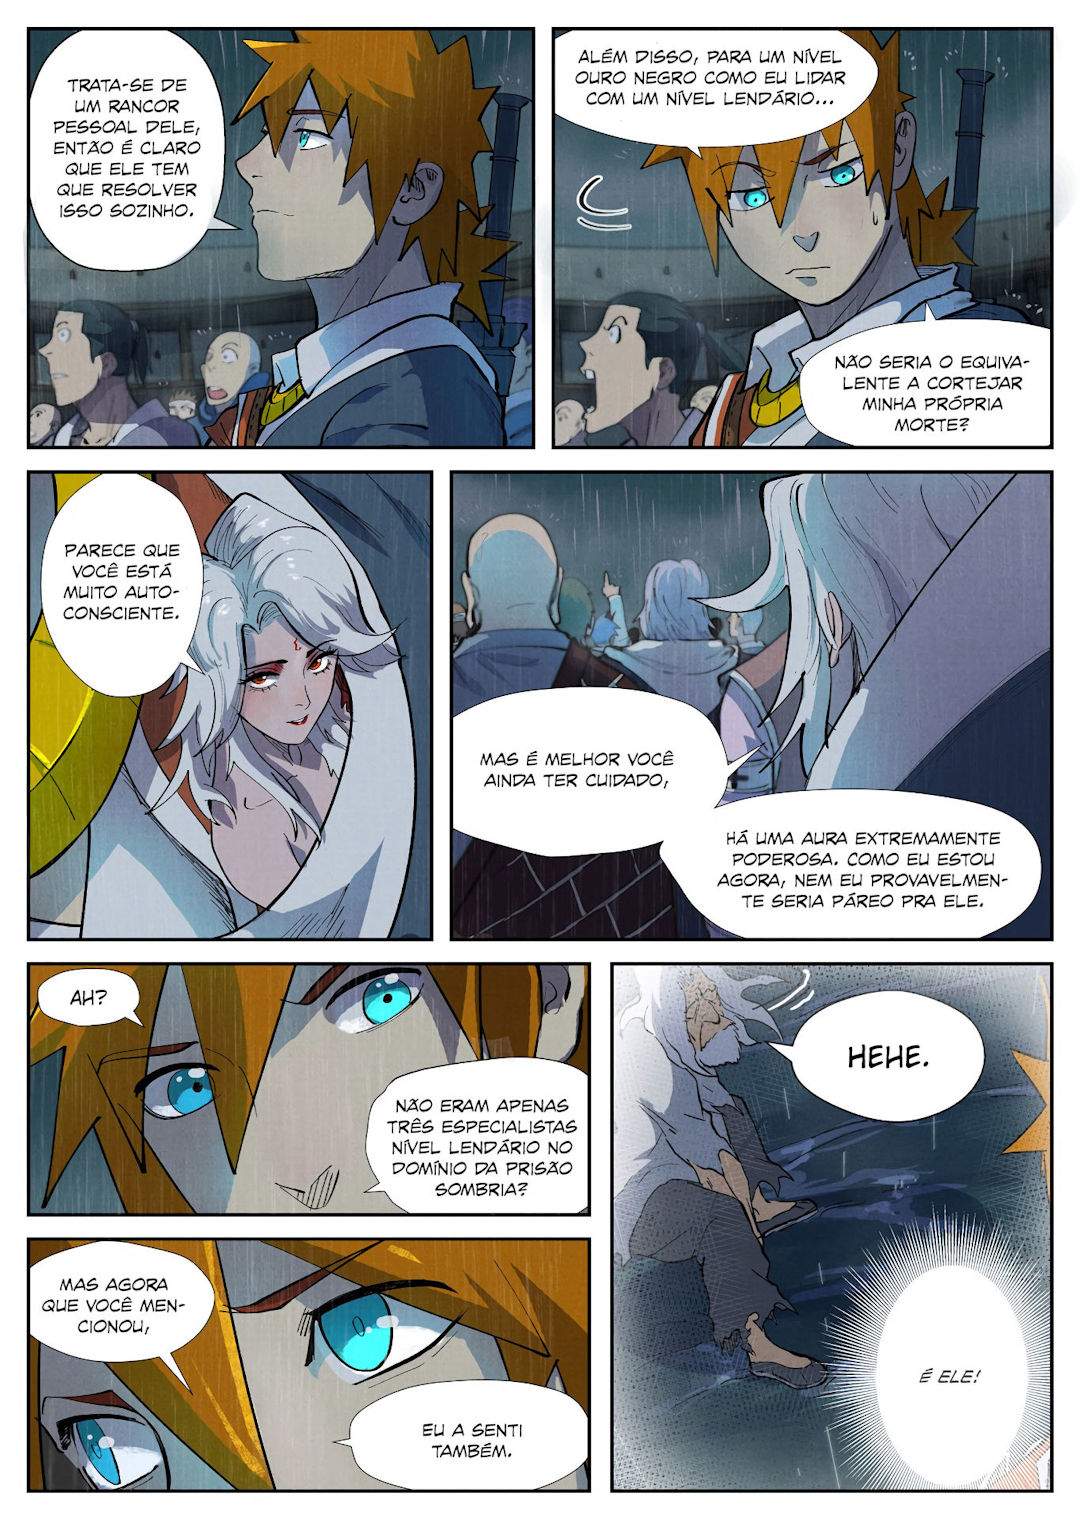 TRATA-SE DE
UM RANCOR
PESSOAL DELE,
ENTÃO É CLARO
QUE ELE TEM
QUE RESOLVER
ISSO SOZINHO.
ALÉM DISSO, PARA UM NÍVEL
OURO NEGRO COMO EU LIDAR
COM UM NÍVEL LENDÁRIO...
NÃO SERIA O EQUIVA-
LENTE A CORTEJAR
MINHA PRÓPRIA
MORTE?
PARECE QUE
VOCÊ ESTÁ
MUITO AUTO-
CONSCIENTE.
MAS É MELHOR VOCÊ
AINDA TER CUIDADO,
HÁ UMA AURA EXTREMAMENTE
PODEROSA. COMO EU ESTOU
AGORA, NEM EU PROVAVELMEN-
TE SERIA PÁREO PRA ELE.
AH?
NÃO ERAM APENAS
TRÊS ESPECIALISTAS
NÍVEL LENDÁRIO NO
DOMÍNIO DA PRISÃO
SOMBRIA?
MAS AGORA
QUE VOCÊ MEN-
CIONOU,
EU A SENTI
TAMBÉM.
HEHE.
É ELE!